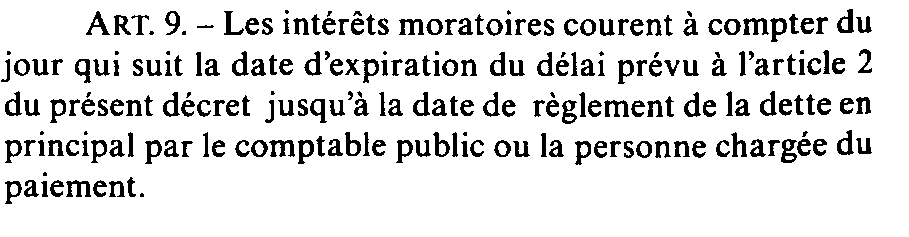 ART. 9. – Les intérêts moratoires courent à compter du
jour qui suit la date d'expiration du délai prévu à l'article 2
du présent décret jusqu'à la date de règlement de la dette en
principal par le comptable public ou la personne chargée du
paiement.